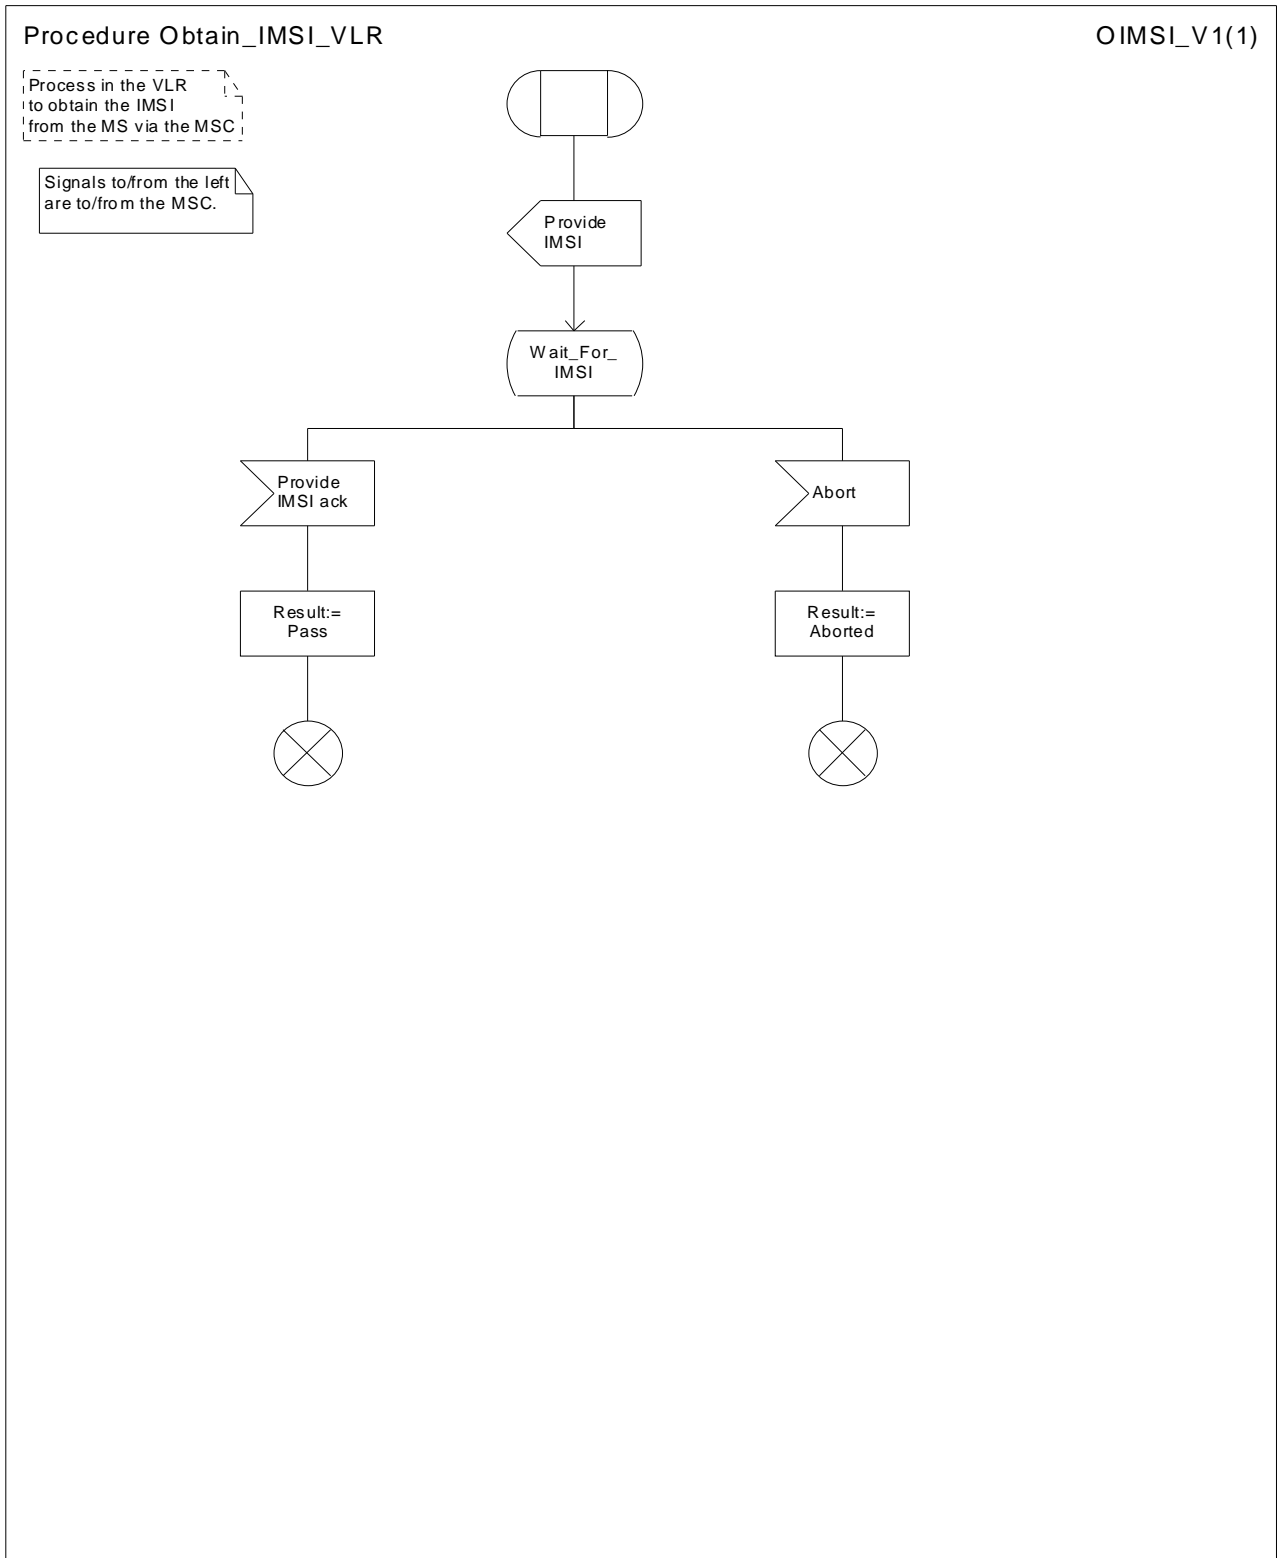 Procedure Obtain_IMSI_VLR
OIMSI_V1(1)
Process in the VLR
to obtain the IMSI
from the MS via the MSC
Signals to/from the left
are to/from the MSC.
Provide
IMSI
Wait_For_
IMSI
Provide
IMSI ack
Abort
Result:=
Pass
Result:=
Aborted